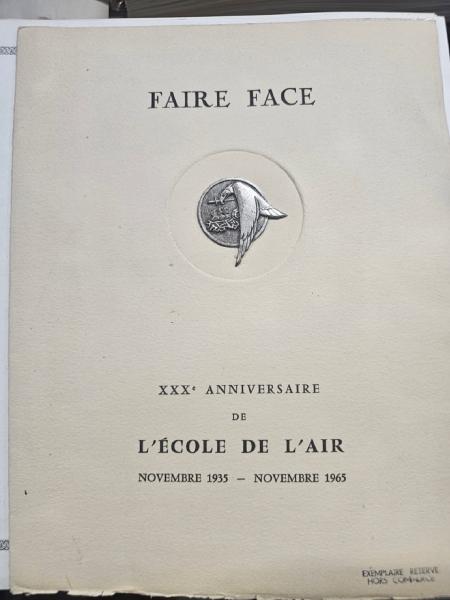 FAIRE FACE
XXXe ANNIVERSAIRE
DE
L'ÉCOLE DE L'AIR
NOVEMBRE 1935 — NOVEMBRE 1965
EXEMPLAIRE RESERVE
HORS COMMERCE